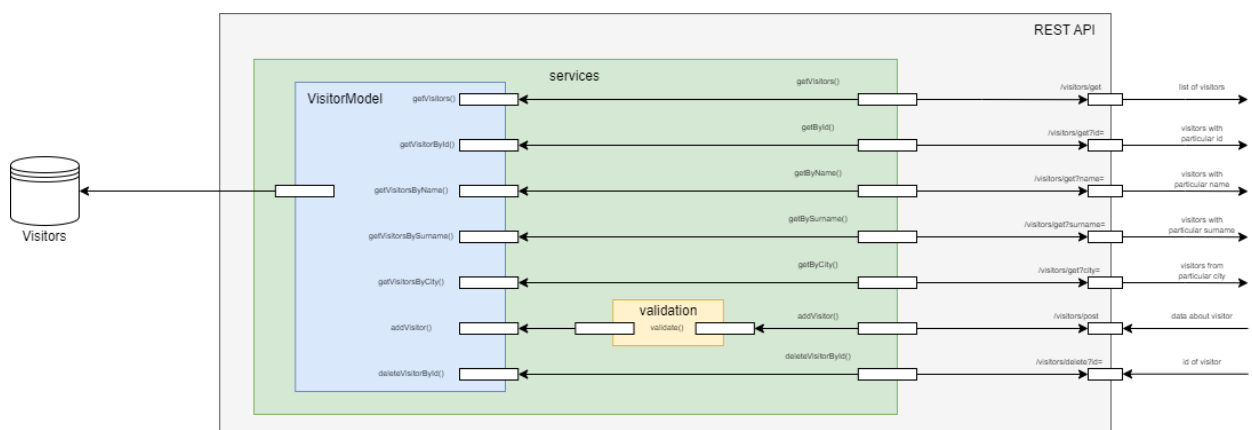 REST API
services
VisitorModel
getVisitors()
getVisitors()
/visitors/get
list of visitors
getVisitorById()
getById()
/visitors/get?id=
visitors with
particular id
getVisitorsByName()
getByName()
/visitors/get?name=
visitors with
particular name
Visitors
getVisitorsBySurname()
getBySurname()
/visitors/get?surname=
visitors with
particular surname
getVisitorsByCity()
getByCity()
/visitors/get?city=
visitors from
particular city
validation
addVisitor()
validate()
addVisitor()
/visitors/post
data about visitor
deleteVisitorById()
deleteVisitorById()
/visitors/delete?id=
id of visitor